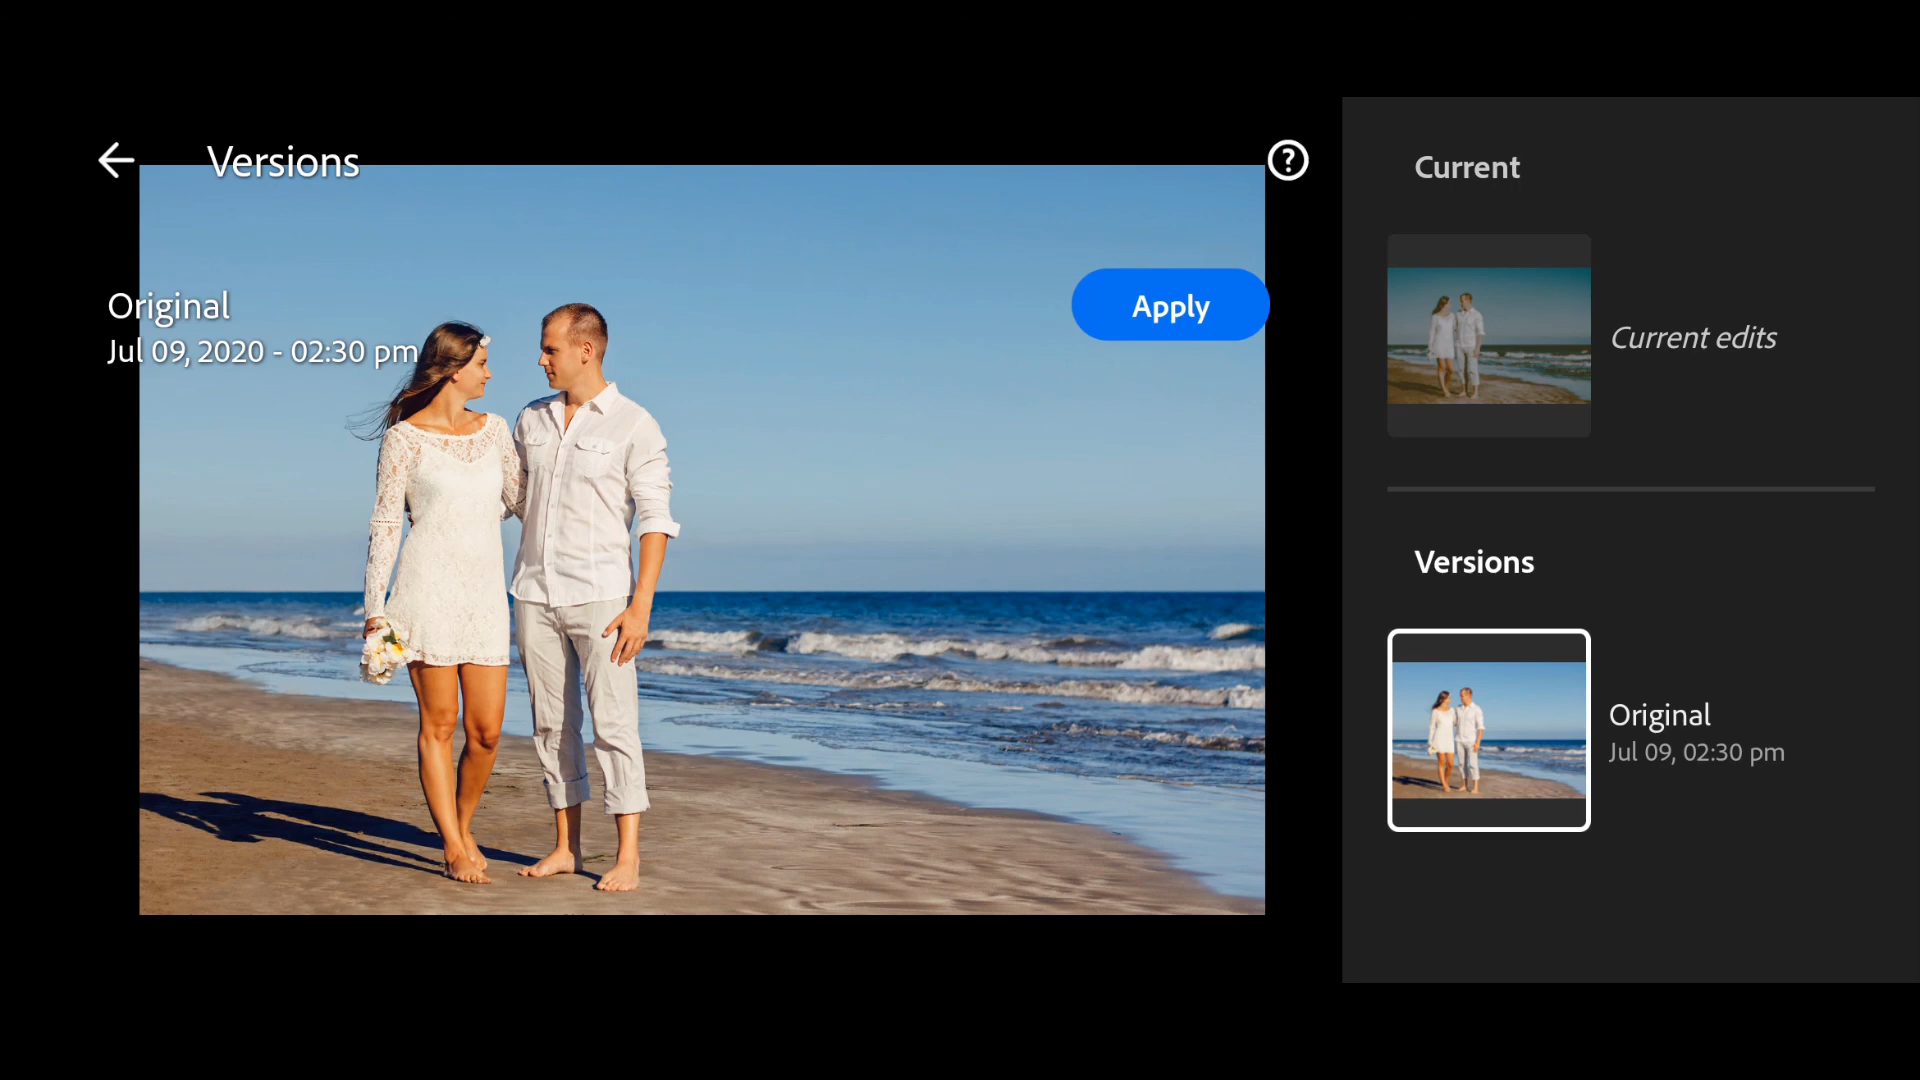 Versions
Original
Jul 09, 2020 - 02:30 pm
Apply
Current
Current edits
Versions
Original
Jul 09, 02:30 pm